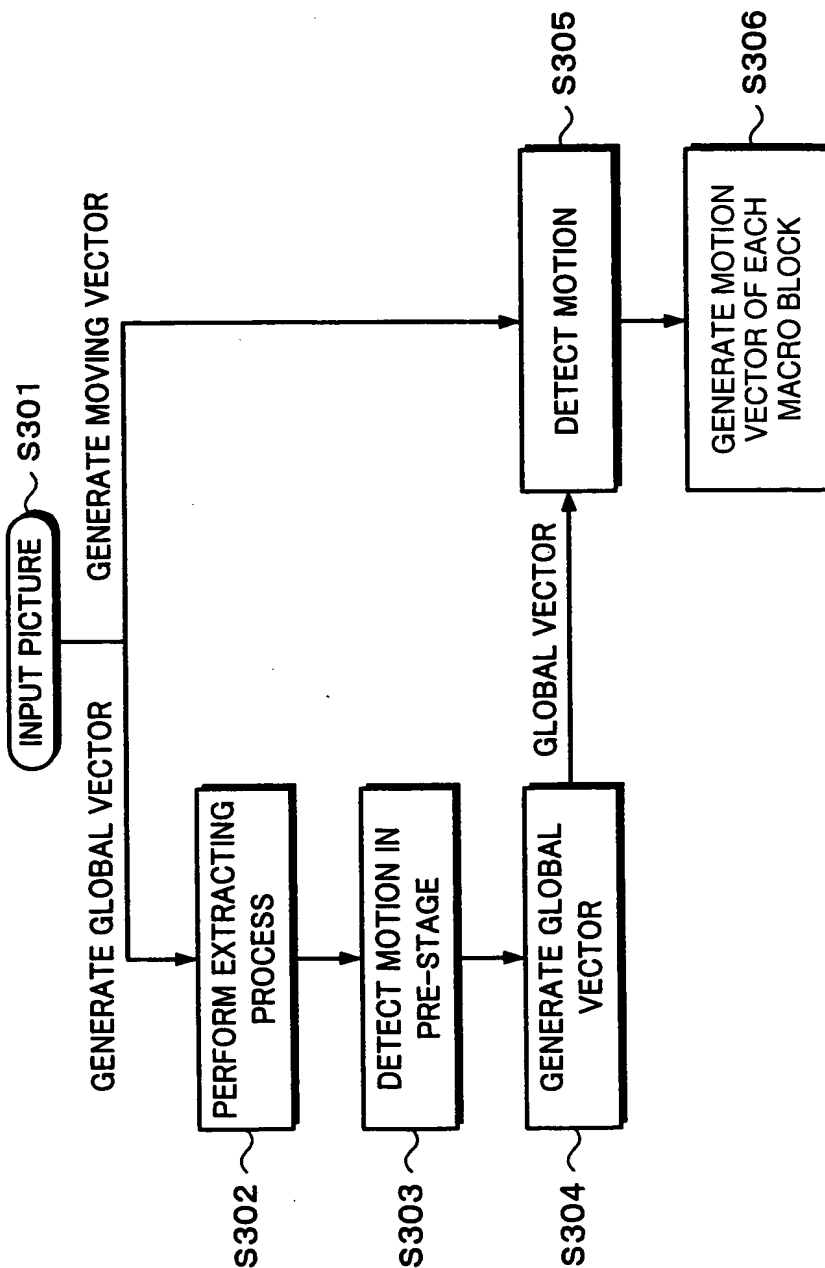 INPUT PICTURE
S301
GENERATE GLOBAL VECTOR
GENERATE MOVING VECTOR
PERFORM EXTRACTING
PROCESS
S302
DETECT MOTION IN
PRE-STAGE
S303
GENERATE GLOBAL
VECTOR
S304
GLOBAL VECTOR
DETECT MOTION
S305
GENERATE MOTION
VECTOR OF EACH
MACRO BLOCK
S306